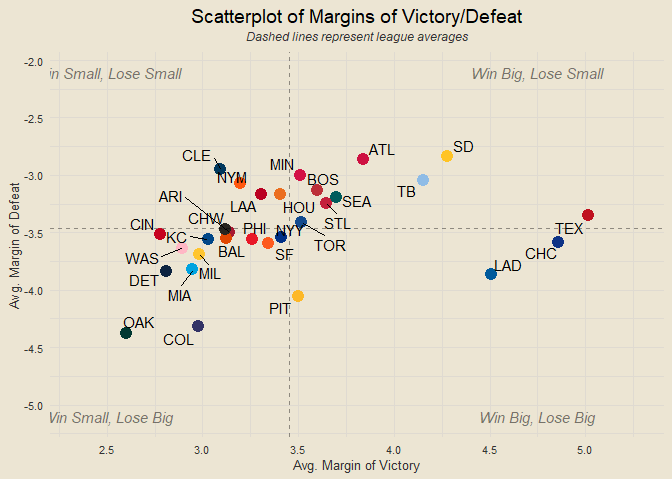 Scatterplot of Margins of Victory/Defeat
Dashed lines represent league averages
-2.0
in Small, Lose Small
Win Big, Lose Small
-2.5
CLE
MIN
ATL
SD
-3.0
NYM
BOS
TB
ARI
LAA
HOU
SEA
CHW
STL
TEX
CIN
KC
PHI
NYY
TOR
-3.5
WAS
BAL
SF
CHC
DET
MIL
LAD
MIA
-4.0
PIT
OAK
COL
-4.5
-5.0
Win Small, Lose Big
Win Big, Lose Big
2.5
3.0
3.5
4.0
4.5
5.0
Avg. Margin of Victory
Avg. Margin of Defeat